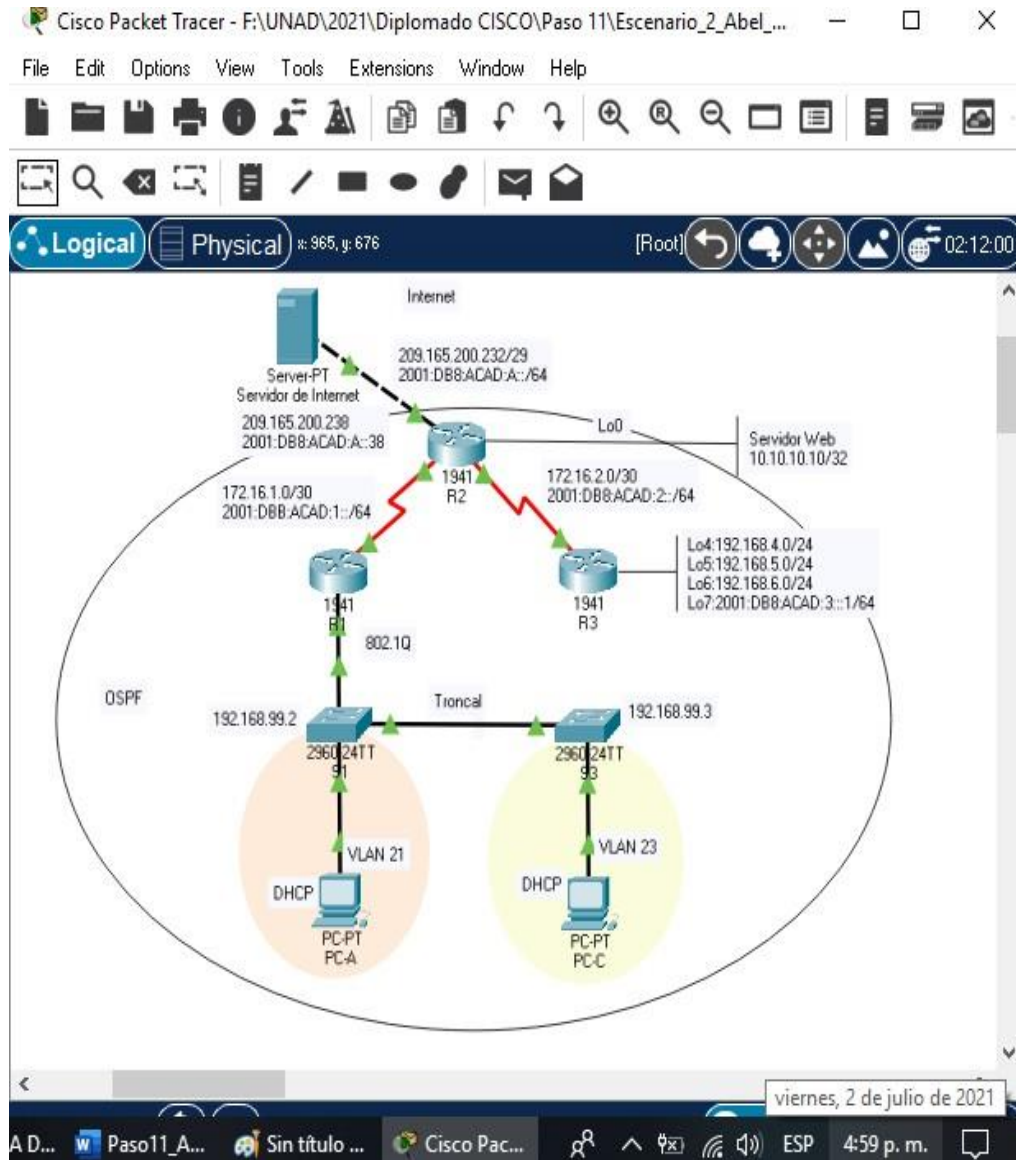 Cisco Packet Tracer - F:\UNAD\2021\Diplomado CISCO\Paso 11\Escenario_2_Abel_...
File Edit Options View Tools Extensions Window Help
Logical Physical x: 965, y: 676 [Root] 02:12:00
Internet
209.165.200.232/29
2001:DB8:ACAD:A::/64
Server-PT
Servidor de Internet
209.165.200.238
2001:DB8:ACAD:A::38
Lo0
Servidor Web
10.10.10.10/32
1941
R2
172.16.1.0/30
2001:DB8:ACAD:1::/64
172.16.2.0/30
2001:DB8:ACAD:2::/64
Lo4:192.168.4.0/24
Lo5:192.168.5.0/24
Lo6:192.168.6.0/24
Lo7:2001:DB8:ACAD:3:::1/64
1941
R1
1941
R3
802.1Q
OSPF
Troncal
192.168.99.2
192.168.99.3
2960-24TT
S1
2960-24TT
S3
VLAN 21
VLAN 23
DHCP
DHCP
PC-PT
PC-A
PC-PT
PC-C
viernes, 2 de julio de 2021
A D... Paso11_A... Sin título ... Cisco Pac... ESP 4:59 p. m.